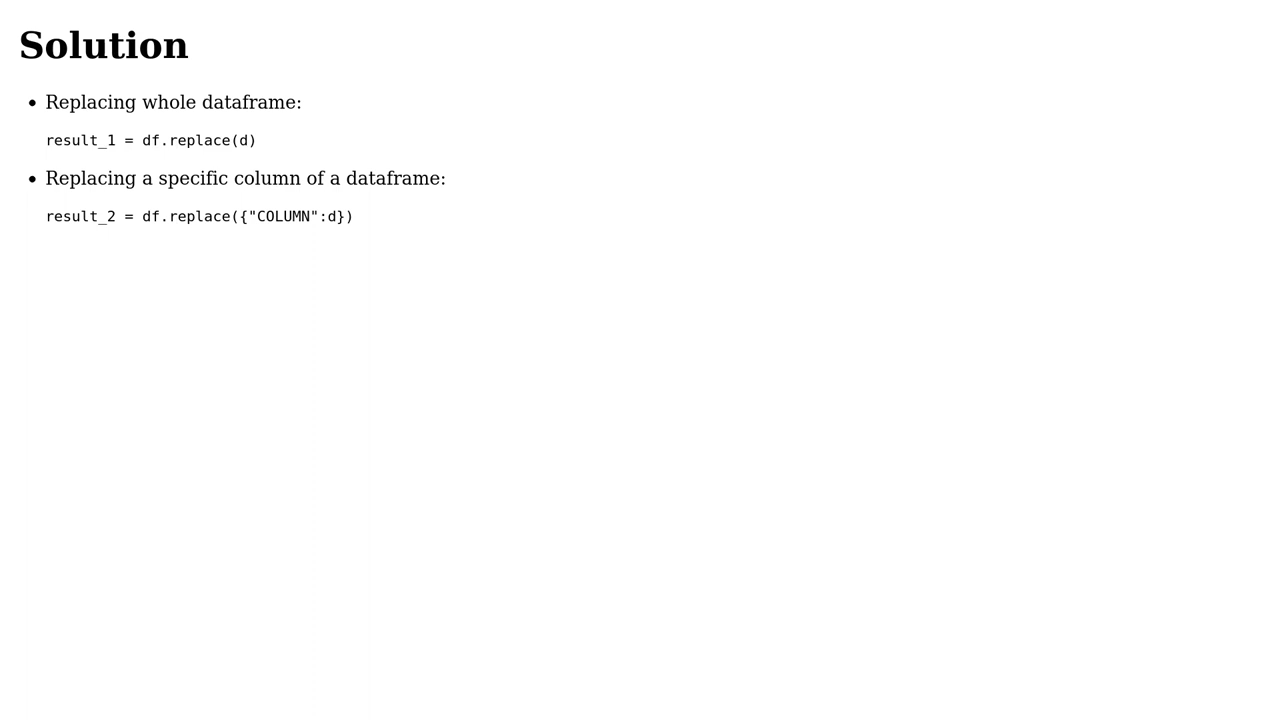 Solution
• Replacing whole dataframe:
result_1 = df.replace(d)
• Replacing a specific column of a dataframe:
result_2 = df.replace({"COLUMN":d})